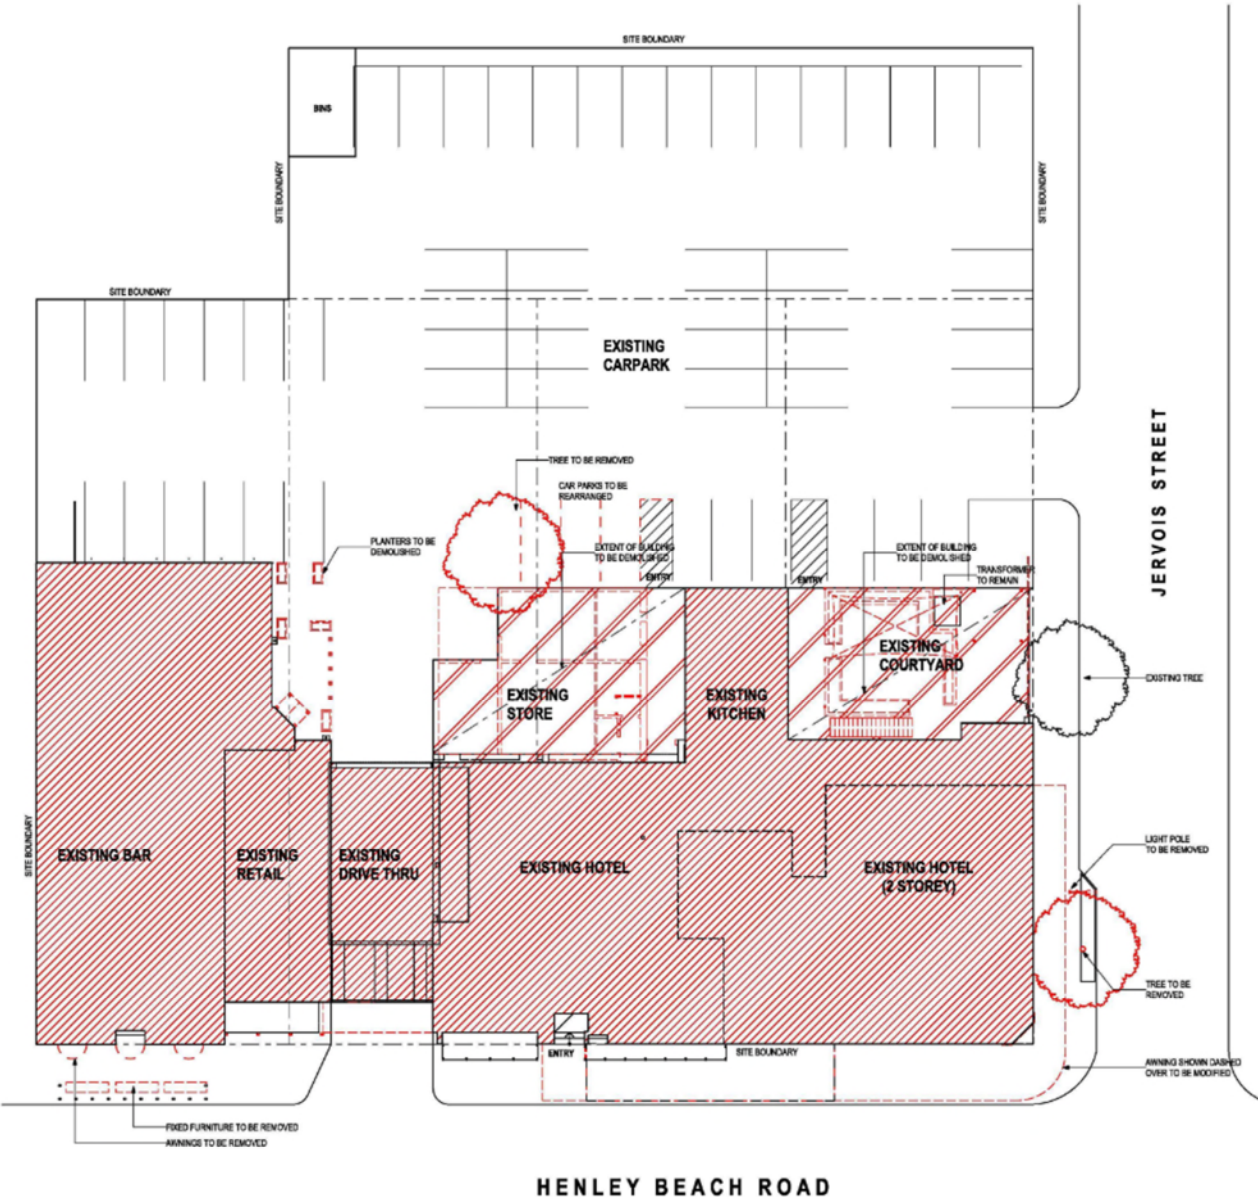 SITE BOUNDARY
BINS
SITE BOUNDARY
SITE BOUNDARY
SITE BOUNDARY
EXISTING
CARPARK
JERVOIS STREET
TREE TO BE REMOVED
CAR PARKS TO BE
REARRANGED
PLANTERS TO BE
DEMOLISHED
EXTENT OF BUILDING
TO BE DEMOLISHED
ENTRY
EXTENT OF BUILDING
TO BE DEMOLISHED
ENTRY
TRANSFORMER
TO REMAIN
EXISTING
COURTYARD
EXISTING TREE
EXISTING
STORE
EXISTING
KITCHEN
SITE BOUNDARY
EXISTING BAR
EXISTING
RETAIL
EXISTING
DRIVE THRU
EXISTING HOTEL
EXISTING HOTEL
(2 STOREY)
LIGHT POLE
TO BE REMOVED
TREE TO BE
REMOVED
ENTRY
SITE BOUNDARY
AWNING SHOWN DASHED
OVER TO BE MODIFIED
FIXED FURNITURE TO BE REMOVED
AWNINGS TO BE REMOVED
HENLEY BEACH ROAD